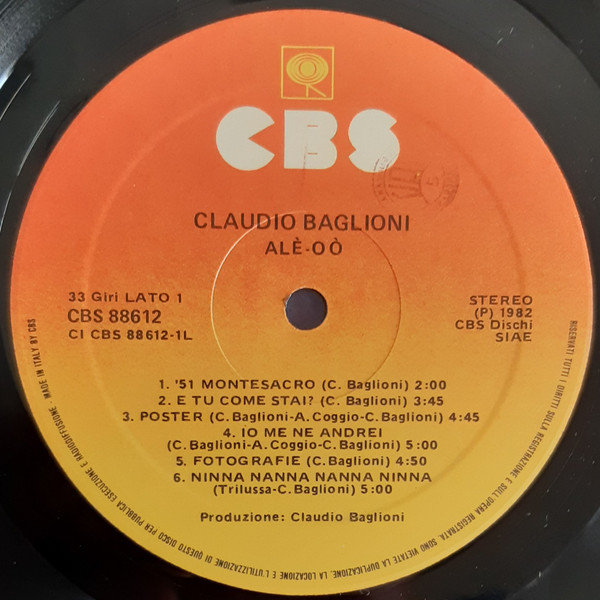 CBS
CLAUDIO BAGLIONI
ALÈ-OÒ
33 Giri LATO 1
CBS 88612
CI CBS 88612-1L
STEREO
(P) 1982
CBS Dischi
SIAE
1. '51 MONTESACRO (C. Baglioni) 2:00
2. E TU COME STAI? (C. Baglioni) 3:45
3. POSTER (C. Baglioni-A. Coggio-C. Baglioni) 4:45
4. IO ME NE ANDREI
(C. Baglioni-A. Coggio-C. Baglioni) 5:00
5. FOTOGRAFIE (C. Baglioni) 4:50
6. NINNA NANNA NANNA NINNA
(Trilussa-C. Baglioni) 5:00
Produzione: Claudio Baglioni
RISERVATI TUTTI I DIRITTI SULLA REGISTRAZIONE E SULL'OPERA REGISTRATA. SONO VIETATE LA DUPLICAZIONE, LA LOCAZIONE E L'UTILIZZAZIONE DI QUESTO DISCO PER PUBBLICA ESECUZIONE E RADIODIFFUSIONE. MADE IN ITALY BY CBS